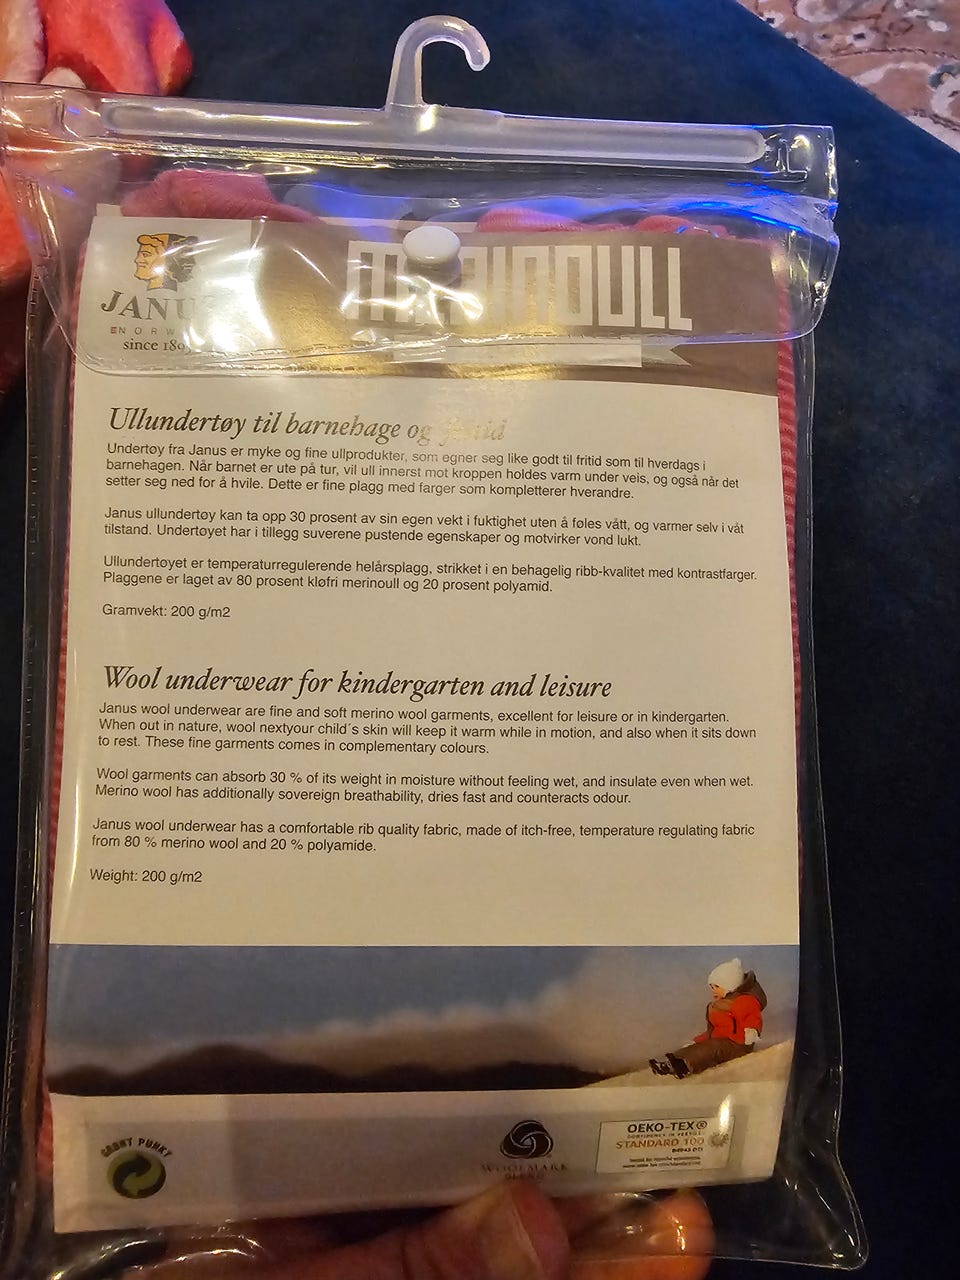 JANUS
NORW
since 189
MERINOULL
Ullundertøy til barnehage og fritid
Undertøy fra Janus er myke og fine ullprodukter, som egner seg like godt til fritid som til hverdags i
barnehagen. Når barnet er ute på tur, vil ull innerst mot kroppen holdes varm under veis, og også når det
setter seg ned for å hvile. Dette er fine plagg med farger som kompletterer hverandre.
Janus ullundertøy kan ta opp 30 prosent av sin egen vekt i fuktighet uten å føles vått, og varmer selv i våt
tilstand. Undertøyet har i tillegg suverene pustende egenskaper og motvirker vond lukt.
Ullundertøyet er temperaturregulerende helårsplagg, strikket i en behagelig ribb-kvalitet med kontrastfarger.
Plaggene er laget av 80 prosent kløfri merinoull og 20 prosent polyamid.
Gramvekt: 200 g/m2
Wool underwear for kindergarten and leisure
Janus wool underwear are fine and soft merino wool garments, excellent for leisure or in kindergarten.
When out in nature, wool nextyour child´s skin will keep it warm while in motion, and also when it sits down
to rest. These fine garments comes in complementary colours.
Wool garments can absorb 30 % of its weight in moisture without feeling wet, and insulate even when wet.
Merino wool has additionally sovereign breathability, dries fast and counteracts odour.
Janus wool underwear has a comfortable rib quality fabric, made of itch-free, temperature regulating fabric
from 80 % merino wool and 20 % polyamide.
Weight: 200 g/m2
GRØNT PUNKT
WOOLMARK
BLEND
OEKO-TEX®
CONFIDENCE IN TEXTILES
STANDARD 100